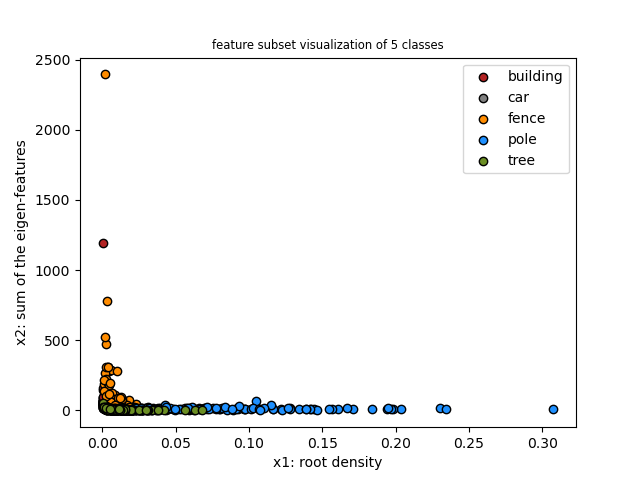 feature subset visualization of 5 classes
2500
2000
1500
1000
500
0
x2: sum of the eigen-features
building
car
fence
pole
tree
0.00 0.05 0.10 0.15 0.20 0.25 0.30
x1: root density